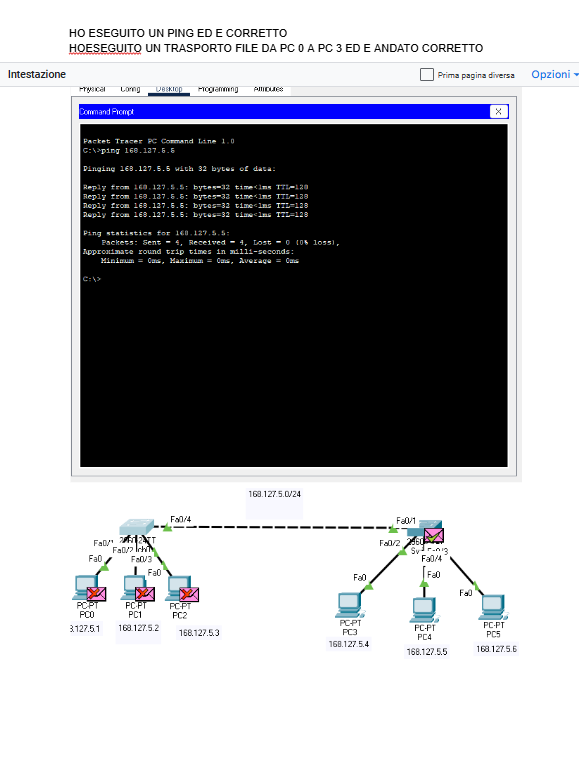 HO ESEGUITO UN PING ED E CORRETTO
HOESEGUITO UN TRASPORTO FILE DA PC 0 A PC 3 ED E ANDATO CORRETTO
Intestazione
Prima pagina diversa
Opzioni
Physical Config Desktop Programming Attributes
Command Prompt
X
Packet Tracer PC Command Line 1.0
C:\>ping 168.127.5.5
Pinging 168.127.5.5 with 32 bytes of data:
Reply from 168.127.5.5: bytes=32 time<1ms TTL=128
Reply from 168.127.5.5: bytes=32 time<1ms TTL=128
Reply from 168.127.5.5: bytes=32 time<1ms TTL=128
Reply from 168.127.5.5: bytes=32 time<1ms TTL=128
Ping statistics for 168.127.5.5:
Packets: Sent = 4, Received = 4, Lost = 0 (0% loss),
Approximate round trip times in milli-seconds:
Minimum = 0ms, Maximum = 0ms, Average = 0ms
C:\>
168.127.5.0/24
Fa0/4
Fa0/1
Fa0/2
Fa0/2
Fa0/3
Fa0/4
Fa0
Fa0
Fa0
Fa0
Fa0
PC-PT
PC0
PC-PT
PC1
PC-PT
PC2
PC-PT
PC3
PC-PT
PC4
PC-PT
PC5
3.127.5.1
168.127.5.2
168.127.5.3
168.127.5.4
168.127.5.5
168.127.5.6